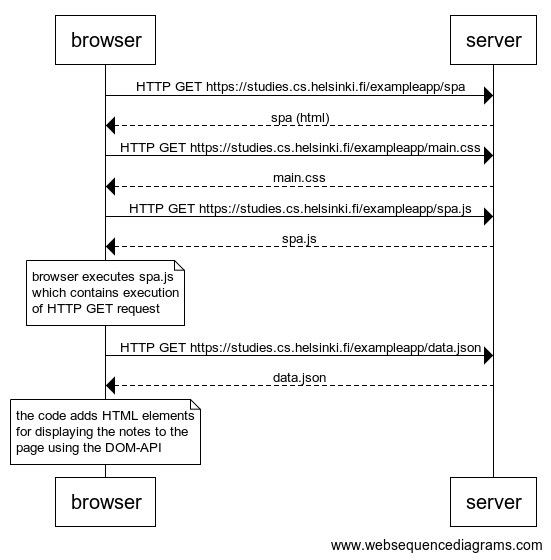 browser
server
HTTP GET https://studies.cs.helsinki.fi/exampleapp/spa
spa (html)
HTTP GET https://studies.cs.helsinki.fi/exampleapp/main.css
main.css
HTTP GET https://studies.cs.helsinki.fi/exampleapp/spa.js
spa.js
browser executes spa.js
which contains execution
of HTTP GET request
HTTP GET https://studies.cs.helsinki.fi/exampleapp/data.json
data.json
the code adds HTML elements
for displaying the notes to the
page using the DOM-API
browser
server
www.websequencediagrams.com